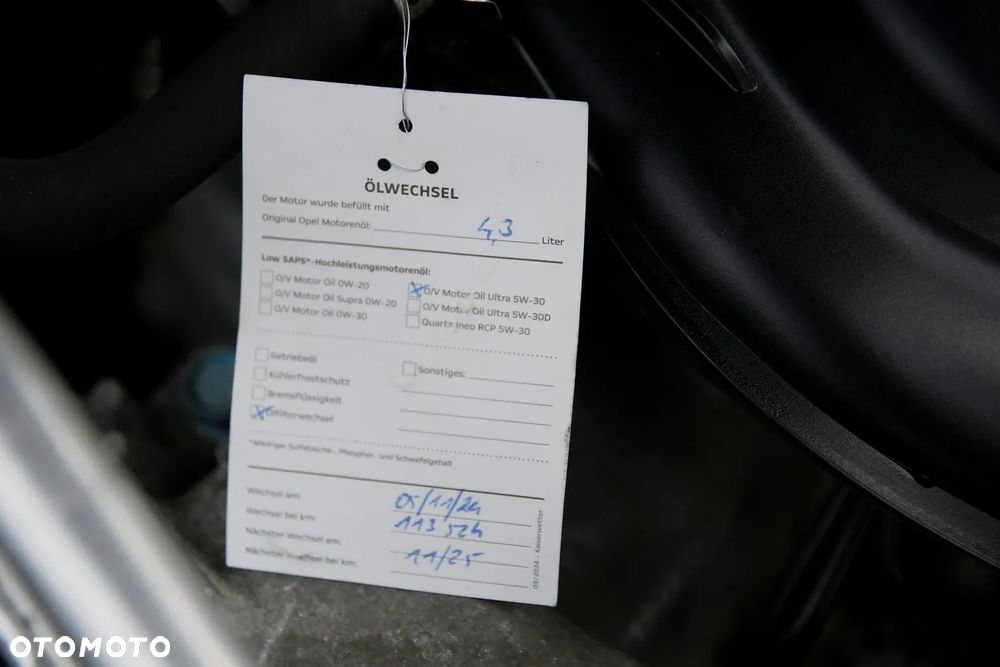 ÖLWECHSEL
Der Motor wurde befüllt mit
Original Opel Motorenöl: 4,3 Liter
Low SAPS*-Hochleistungsmotorenöl:
O/V Motor Oil 0W-20
O/V Motor Oil Supra 0W-20
O/V Motor Oil 0W-30
O/V Motor Oil Ultra 5W-30
O/V Motor Oil Ultra 5W-30D
Quartz Ineo RCP 5W-30
Getriebeöl
Kühlerfrostschutz
Bremsflüssigkeit
Ölfilterwechsel
Sonstiges:
*Niedriger Sulfatasche-, Phosphor- und Schwefelgehalt
Wechsel am: 05/11/24
Wechsel bei km: 113 524
Nächster Wechsel am: 11/25
Nächster Wechsel bei km:
03/2024 – Kaiserwetter
OTOMOTO